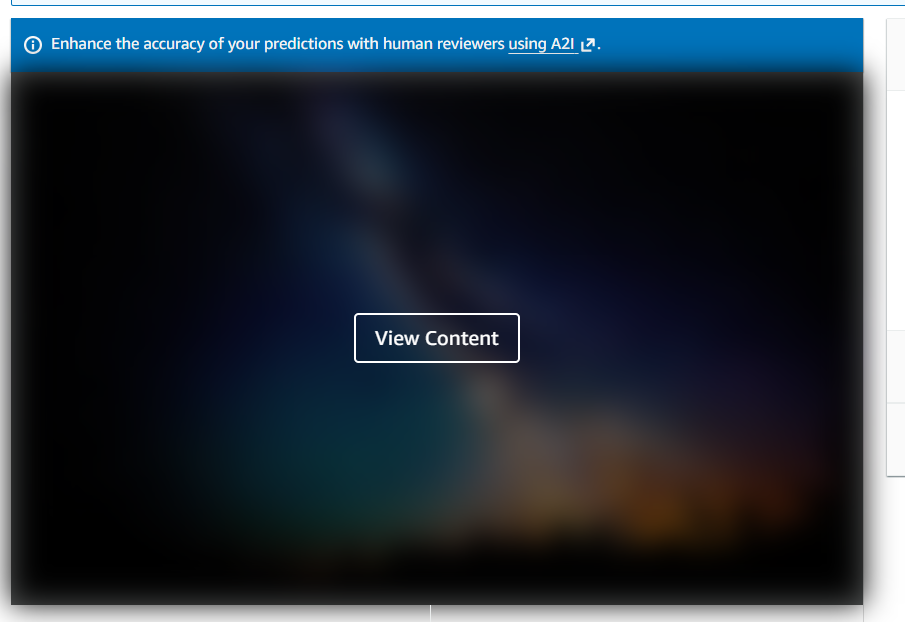 Enhance the accuracy of your predictions with human reviewers using A2I.
View Content